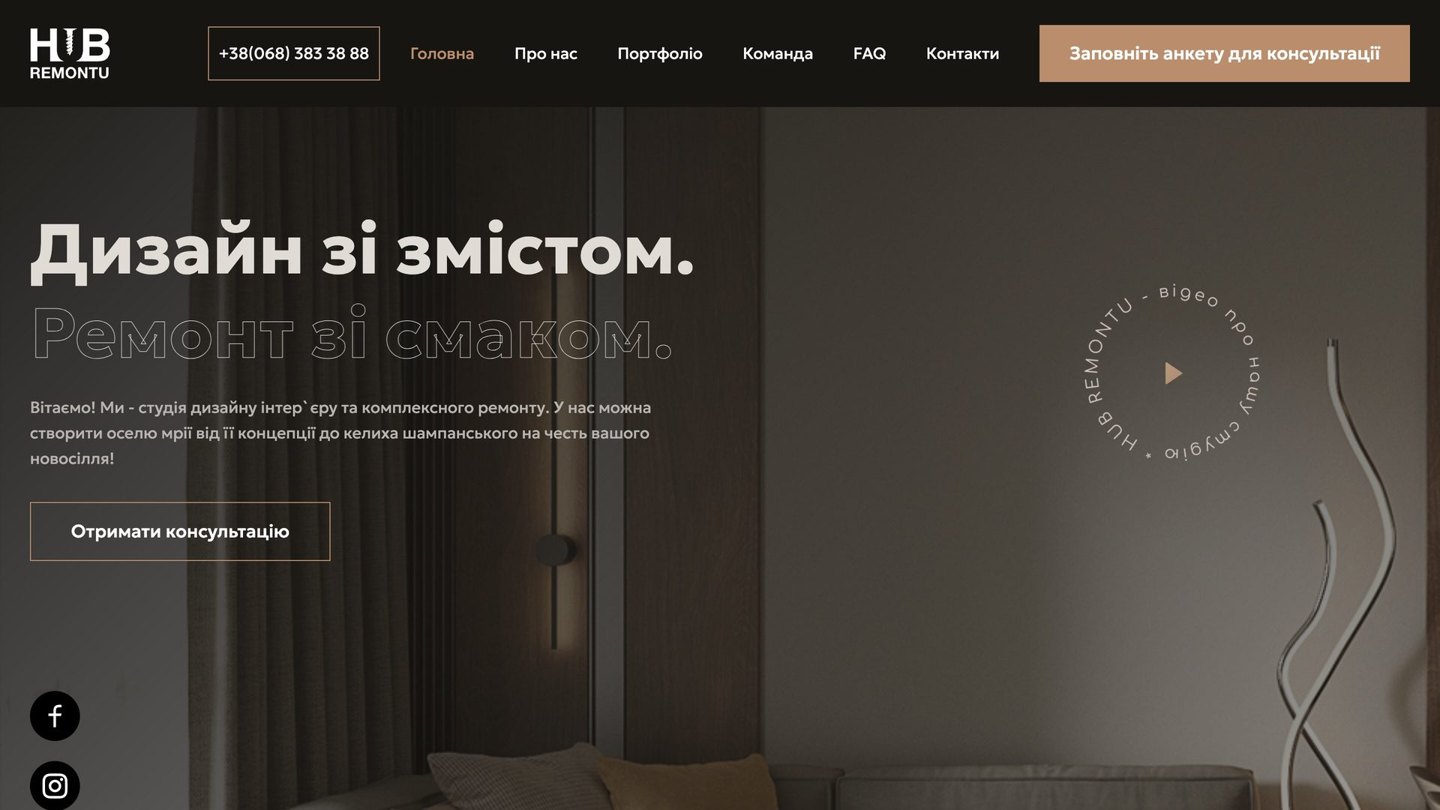 HUB
REMONTU
+38(068) 383 38 88
Головна
Про нас
Портфоліо
Команда
FAQ
Контакти
Заповніть анкету для консультації
Дизайн зі змістом.
Ремонт зі смаком.
Вітаємо! Ми - студія дизайну інтер`єру та комплексного ремонту. У нас можна
створити оселю мрії від її концепції до келиха шампанського на честь вашого
новосілля!
Отримати консультацію
HUB REMONTU - відео про нашу студію *